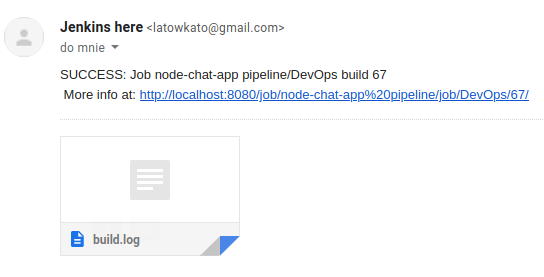 Jenkins here <latowkato@gmail.com>
do mnie
SUCCESS: Job node-chat-app pipeline/DevOps build 67
More info at: http://localhost:8080/job/node-chat-app%20pipeline/job/DevOps/67/
build.log